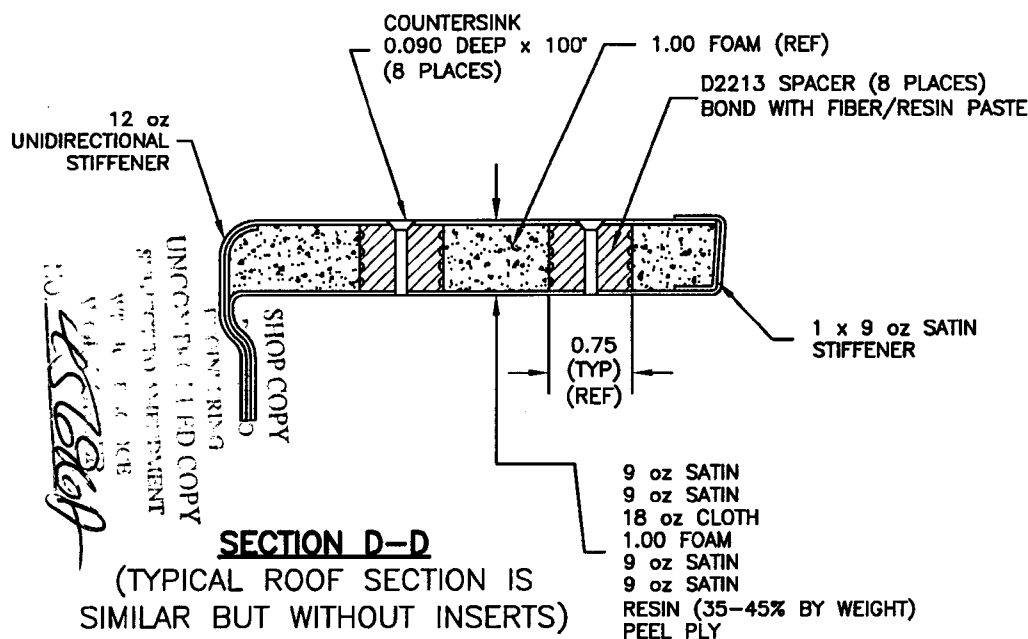 COUNTERSINK
0.090 DEEP x 100°
(8 PLACES)
1.00 FOAM (REF)
D2213 SPACER (8 PLACES)
BOND WITH FIBER/RESIN PASTE
12 oz
UNIDIRECTIONAL
STIFFENER
1 x 9 oz SATIN
STIFFENER
0.75
(TYP)
(REF)
SHOP COPY
COPY
9 oz SATIN
9 oz SATIN
18 oz CLOTH
1.00 FOAM
9 oz SATIN
9 oz SATIN
RESIN (35-45% BY WEIGHT)
PEEL PLY
SECTION D-D
(TYPICAL ROOF SECTION IS
SIMILAR BUT WITHOUT INSERTS)